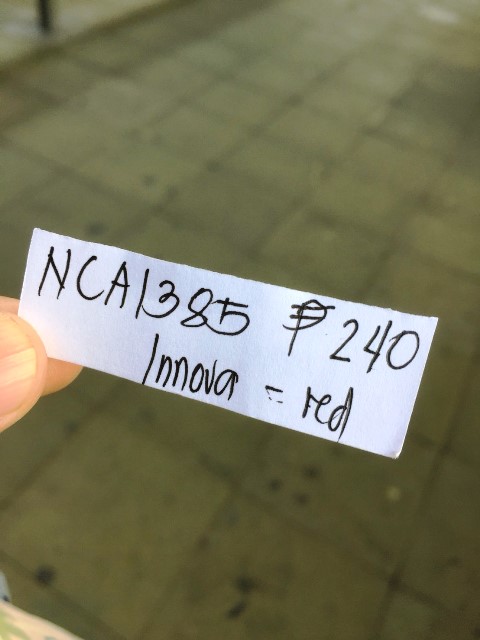 NCA1385 ₱240
Innova = red